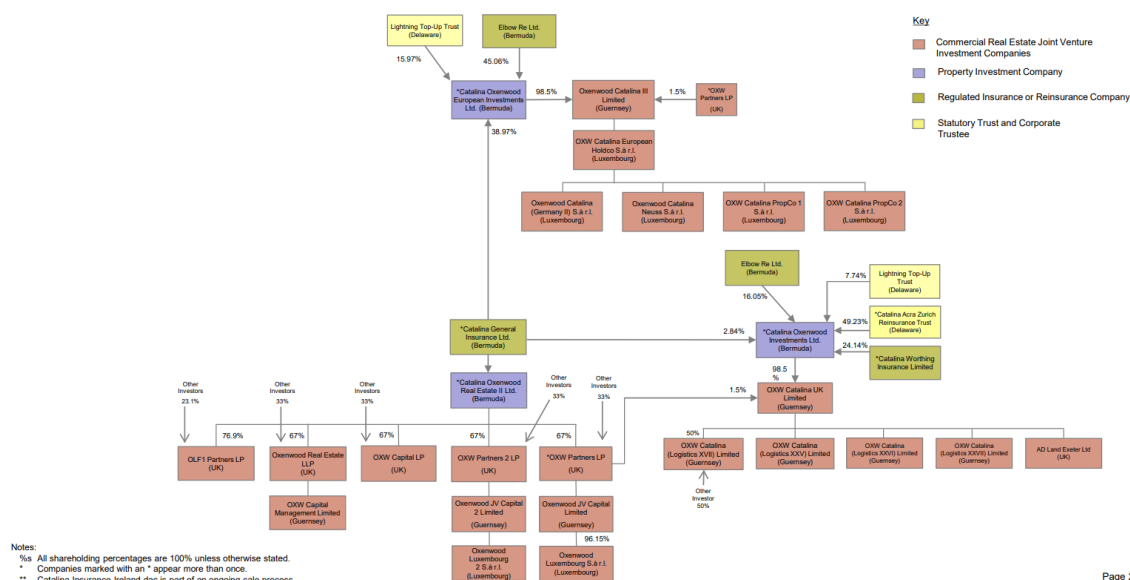 Lightning Top-Up Trust
(Delaware)
Elbow Re Ltd.
(Bermuda)
15.97%
45.06%
*Catalina Oxenwood
European Investments
Ltd. (Bermuda)
98.5%
Oxenwood Catalina III
Limited
(Guernsey)
1.5%
*OXW
Partners LP
(UK)
38.97%
OXW Catalina European
Holdco S.à r.l.
(Luxembourg)
Oxenwood Catalina
(Germany II) S.à r.l.
(Luxembourg)
Oxenwood Catalina
Neuss S.à r.l.
(Luxembourg)
OXW Catalina PropCo 1
S.à r.l.
(Luxembourg)
OXW Catalina PropCo 2
S.à r.l.
(Luxembourg)
Key
Commercial Real Estate Joint Venture
Investment Companies
Property Investment Company
Regulated Insurance or Reinsurance Company
Statutory Trust and Corporate
Trustee
Elbow Re Ltd.
(Bermuda)
16.05%
7.74%
Lightning Top-Up
Trust
(Delaware)
*Catalina General
Insurance Ltd.
(Bermuda)
2.84%
*Catalina Oxenwood
Investments Ltd.
(Bermuda)
49.23%
*Catalina Acra Zurich
Reinsurance Trust
(Delaware)
24.14%
*Catalina Worthing
Insurance Limited
98.5
%
*Catalina Oxenwood
Real Estate II Ltd.
(Bermuda)
1.5%
OXW Catalina UK
Limited
(Guernsey)
Other
Investors
23.1%
Other
Investors
33%
Other
Investors
33%
Other
Investors
33%
Other
Investors
33%
76.9%
67%
67%
67%
67%
OLF1 Partners LP
(UK)
Oxenwood Real Estate
LLP
(UK)
OXW Capital LP
(UK)
OXW Partners 2 LP
(UK)
*OXW Partners LP
(UK)
50%
OXW Catalina
(Logistics XVII) Limited
(Guernsey)
OXW Catalina
(Logistics XXV) Limited
(Guernsey)
OXW Catalina
(Logistics XXVI) Limited
(Guernsey)
OXW Catalina
(Logistics XXVII) Limited
(Guernsey)
AD Land Exeter Ltd
(UK)
Other
Investor
50%
OXW Capital
Management Limited
(Guernsey)
Oxenwood JV Capital
2 Limited
(Guernsey)
Oxenwood JV Capital
Limited
(Guernsey)
96.15%
Oxenwood
Luxembourg
2 S.à r.l.
(Luxembourg)
Oxenwood
Luxembourg S.à r.l.
(Luxembourg)
Notes:
%s All shareholding percentages are 100% unless otherwise stated.
* Companies marked with an * appear more than once.
** Catalina Insurance Ireland dac is part of an ongoing sale process
Page 2